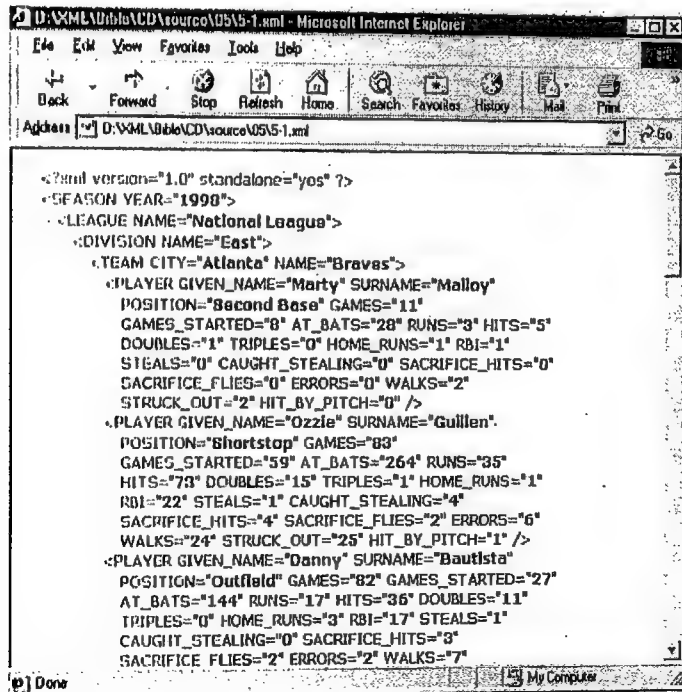 D:\XML\Bible\CD\source\05\5-1.xml - Microsoft Internet Explorer
File Edit View Favorites Tools Help
Back Forward Stop Refresh Home Search Favorites History Mail Print
Address D:\XML\Bible\CD\source\05\5-1.xml Go
<?xml version="1.0" standalone="yes" ?>
<SEASON YEAR="1998">
- <LEAGUE NAME="National League">
<DIVISION NAME="East">
<TEAM CITY="Atlanta" NAME="Braves">
<PLAYER GIVEN_NAME="Marty" SURNAME="Malloy"
POSITION="Second Base" GAMES="11"
GAMES_STARTED="8" AT_BATS="28" RUNS="3" HITS="5"
DOUBLES="1" TRIPLES="0" HOME_RUNS="1" RBI="1"
STEALS="0" CAUGHT_STEALING="0" SACRIFICE_HITS="0"
SACRIFICE_FLIES="0" ERRORS="0" WALKS="2"
STRUCK_OUT="2" HIT_BY_PITCH="0" />
<PLAYER GIVEN_NAME="Ozzie" SURNAME="Guillen"
POSITION="Shortstop" GAMES="83"
GAMES_STARTED="59" AT_BATS="264" RUNS="35"
HITS="73" DOUBLES="15" TRIPLES="1" HOME_RUNS="1"
RBI="22" STEALS="1" CAUGHT_STEALING="4"
SACRIFICE_HITS="4" SACRIFICE_FLIES="2" ERRORS="6"
WALKS="24" STRUCK_OUT="25" HIT_BY_PITCH="1" />
<PLAYER GIVEN_NAME="Danny" SURNAME="Bautista"
POSITION="Outfield" GAMES="82" GAMES_STARTED="27"
AT_BATS="144" RUNS="17" HITS="36" DOUBLES="11"
TRIPLES="0" HOME_RUNS="3" RBI="17" STEALS="1"
CAUGHT_STEALING="0" SACRIFICE_HITS="3"
SACRIFICE_FLIES="2" ERRORS="2" WALKS="7"
Done My Computer